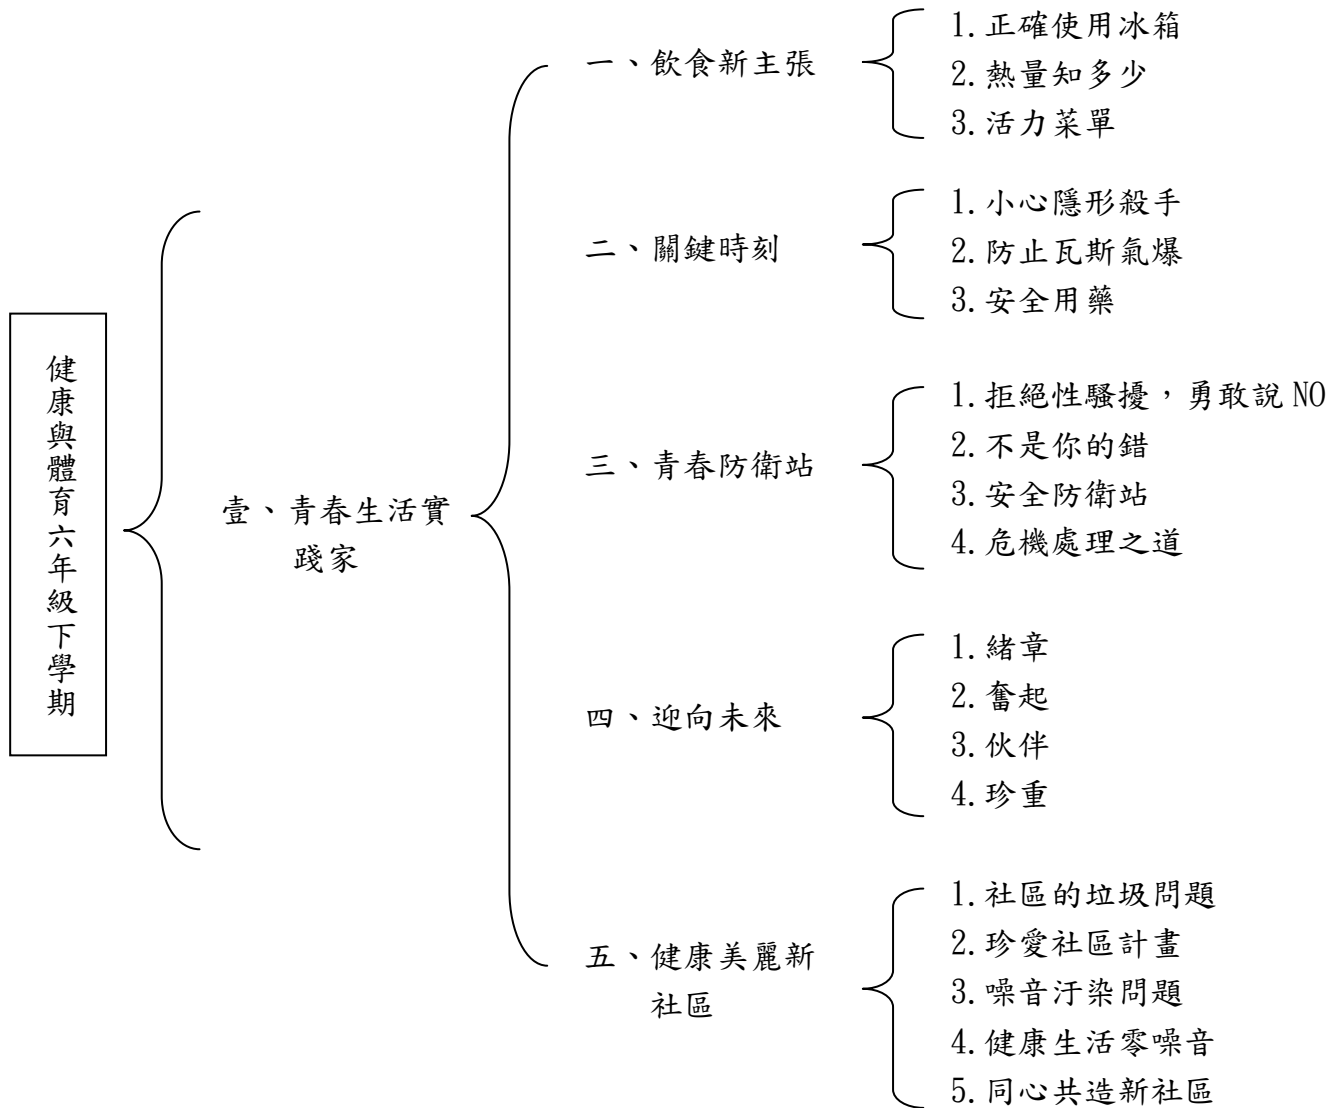 健康與體育六年級下學期
壹、青春生活實
踐家
一、飲食新主張
1.正確使用冰箱
2.熱量知多少
3.活力菜單
二、關鍵時刻
1.小心隱形殺手
2.防止瓦斯氣爆
3.安全用藥
三、青春防衛站
1.拒絕性騷擾，勇敢說 NO
2.不是你的錯
3.安全防衛站
4.危機處理之道
四、迎向未來
1.緒章
2.奮起
3.伙伴
4.珍重
五、健康美麗新
社區
1.社區的垃圾問題
2.珍愛社區計畫
3.噪音汙染問題
4.健康生活零噪音
5.同心共造新社區